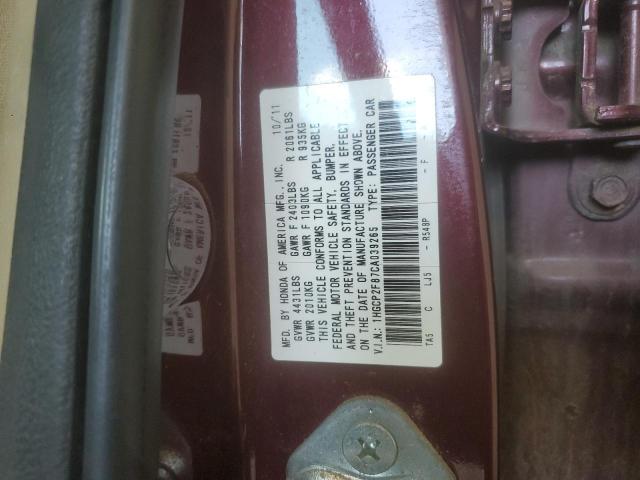 MFD. BY HONDA OF AMERICA MFG., INC. 10/11
GVWR 4431LBS GAWR F 2403LBS R 2061LBS
GVWR 2010KG GAWR F 1090KG R 935KG
THIS VEHICLE CONFORMS TO ALL APPLICABLE
FEDERAL MOTOR VEHICLE SAFETY, BUMPER,
AND THEFT PREVENTION STANDARDS IN EFFECT
ON THE DATE OF MANUFACTURE SHOWN ABOVE.
V.I.N.: 1HGCP2F87CA039265 TYPE: PASSENGER CAR
TA5 C LJ5 - R549P - F -